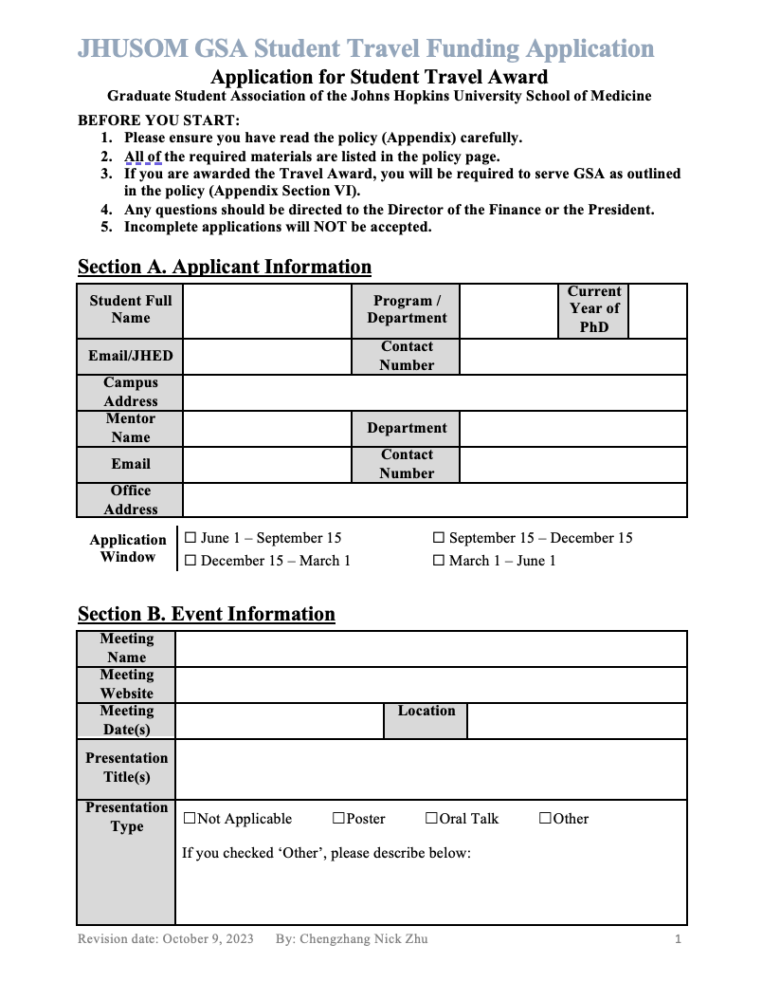 JHUSOM GSA Student Travel Funding Application
Application for Student Travel Award
Graduate Student Association of the Johns Hopkins University School of Medicine
BEFORE YOU START:
1. Please ensure you have read the policy (Appendix) carefully.
2. All of the required materials are listed in the policy page.
3. If you are awarded the Travel Award, you will be required to serve GSA as outlined
in the policy (Appendix Section VI).
4. Any questions should be directed to the Director of the Finance or the President.
5. Incomplete applications will NOT be accepted.
Section A. Applicant Information
Student Full
Name
Program /
Department
Current
Year of
PhD
Email/JHED
Contact
Number
Campus
Address
Mentor
Name
Department
Email
Contact
Number
Office
Address
Application
Window
☐ June 1 – September 15
☐ September 15 – December 15
☐ December 15 – March 1
☐ March 1 – June 1
Section B. Event Information
Meeting
Name
Meeting
Website
Meeting
Date(s)
Location
Presentation
Title(s)
Presentation
Type
☐Not Applicable ☐Poster ☐Oral Talk ☐Other
If you checked ‘Other’, please describe below:
Revision date: October 9, 2023 By: Chengzhang Nick Zhu 1